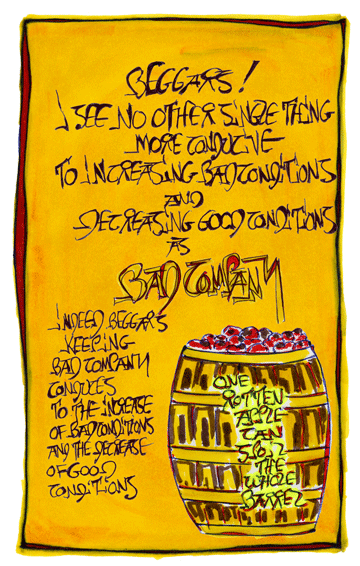 BEGGARS!
I SEE NO OTHER SINGLE THING
MORE CONDUCIVE
TO INCREASING BAD CONDITIONS
AND
DECREASING GOOD CONDITIONS
AS
BAD COMPANY
INDEED BEGGARS
KEEPING
BAD COMPANY
CONDUCES
TO THE INCREASE
OF BAD CONDITIONS
AND THE DECREASE
OF GOOD
CONDITIONS
ONE
ROTTEN
APPLE
CAN
SPOIL
THE
WHOLE
BARREL